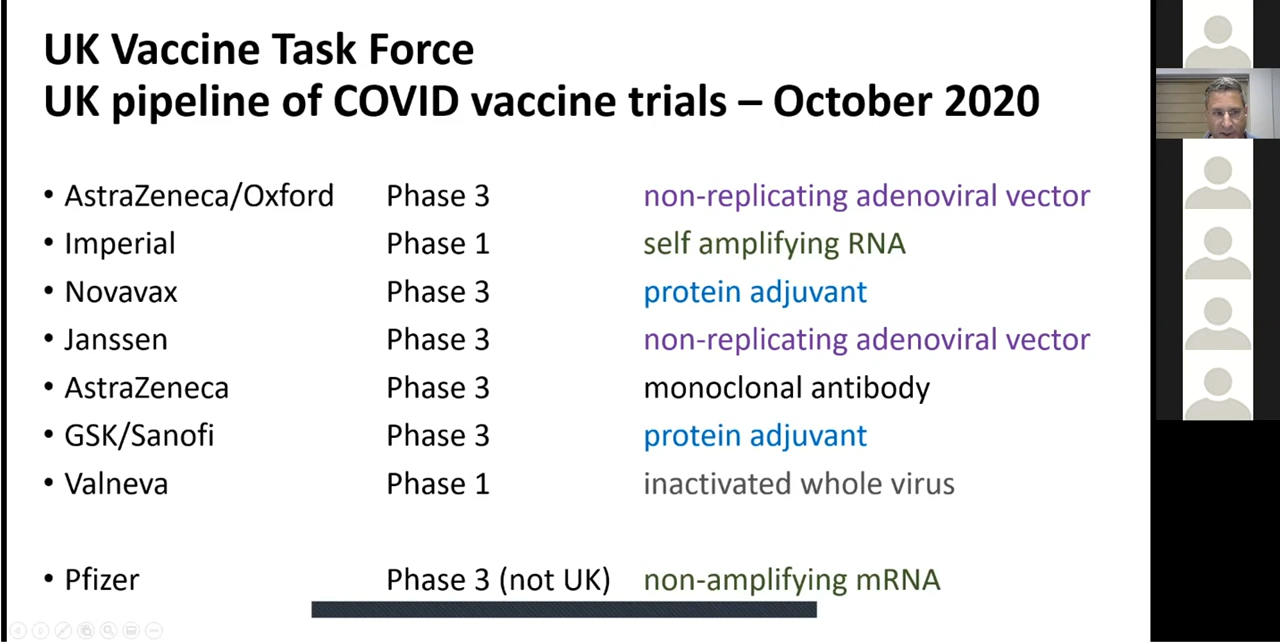 UK Vaccine Task Force
UK pipeline of COVID vaccine trials – October 2020
• AstraZeneca/Oxford Phase 3 non-replicating adenoviral vector
• Imperial Phase 1 self amplifying RNA
• Novavax Phase 3 protein adjuvant
• Janssen Phase 3 non-replicating adenoviral vector
• AstraZeneca Phase 3 monoclonal antibody
• GSK/Sanofi Phase 3 protein adjuvant
• Valneva Phase 1 inactivated whole virus
• Pfizer Phase 3 (not UK) non-amplifying mRNA